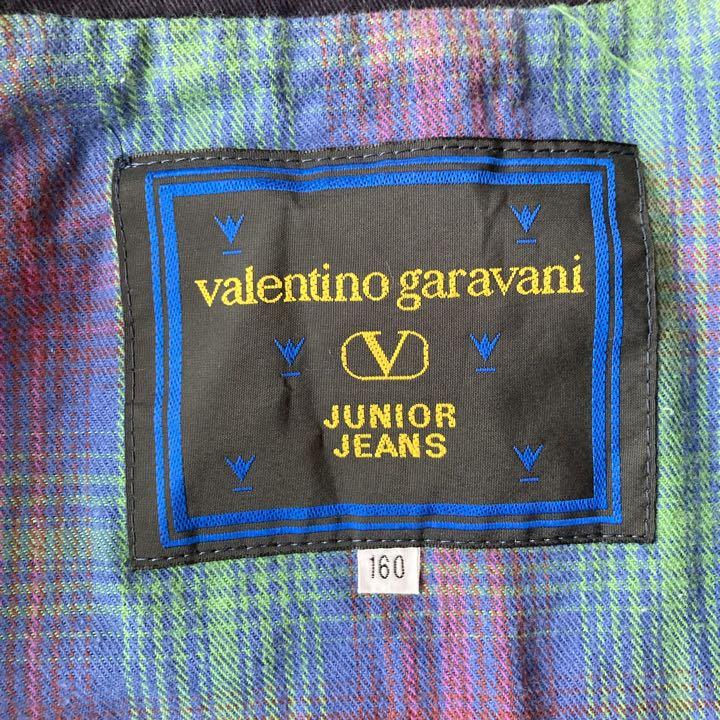 valentino garavani
V
JUNIOR
JEANS
160